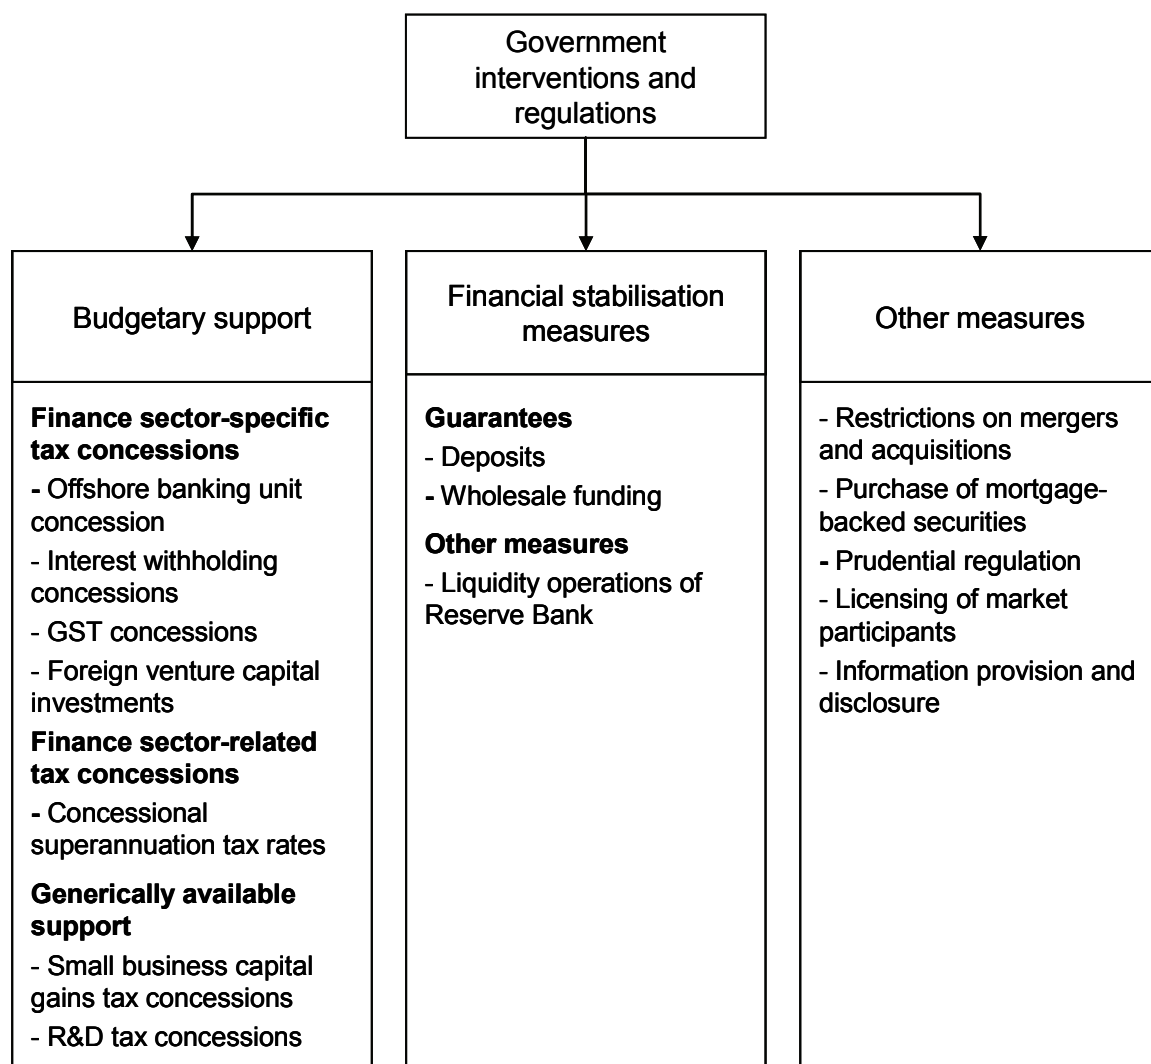 Government
interventions and
regulations
Budgetary support
Finance sector-specific
tax concessions
- Offshore banking unit
concession
- Interest withholding
concessions
- GST concessions
- Foreign venture capital
investments
Finance sector-related
tax concessions
- Concessional
superannuation tax rates
Generically available
support
- Small business capital
gains tax concessions
- R&D tax concessions
Financial stabilisation
measures
Guarantees
- Deposits
- Wholesale funding
Other measures
- Liquidity operations of
Reserve Bank
Other measures
- Restrictions on mergers
and acquisitions
- Purchase of mortgage-
backed securities
- Prudential regulation
- Licensing of market
participants
- Information provision and
disclosure